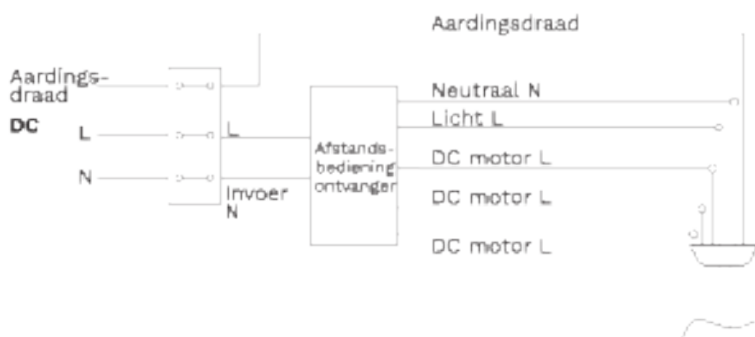 Aardingsdraad
Aardings-
draad
DC
L
N
L
Invoer
N
Afstands-
bediening
ontvanger
Neutraal N
Licht L
DC motor L
DC motor L
DC motor L